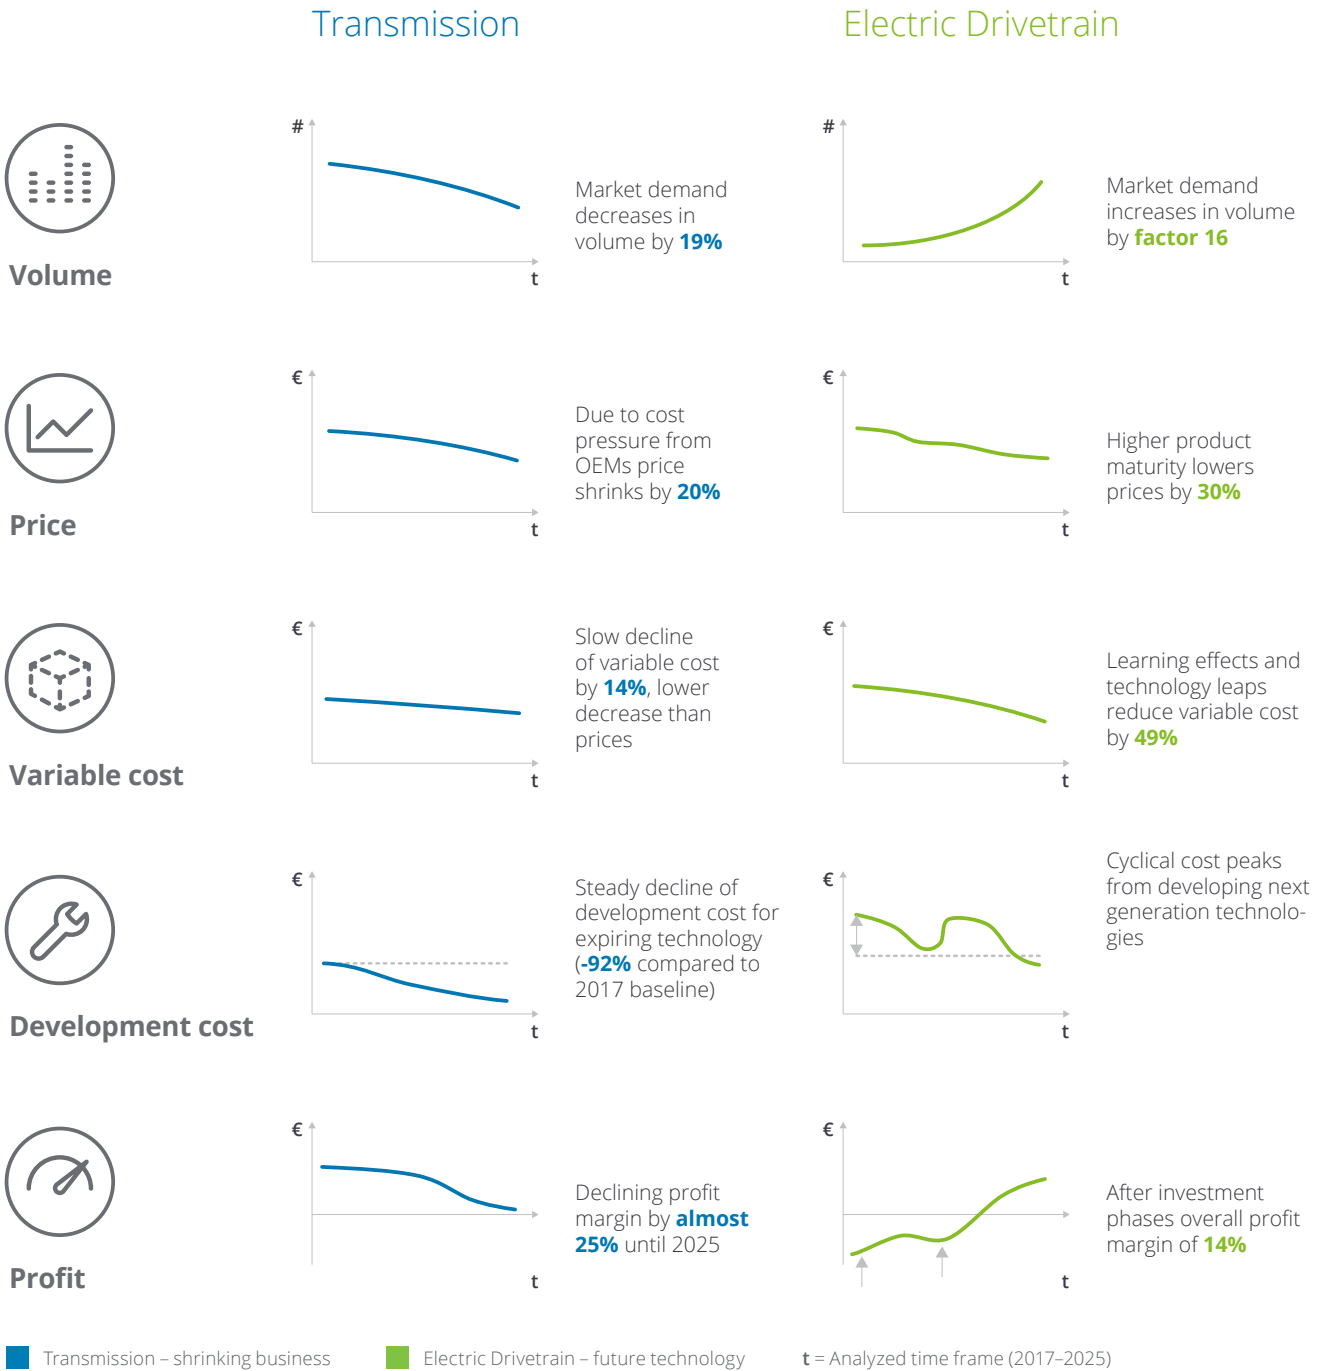 Transmission
Electric Drivetrain
Volume
#
t
Market demand
decreases in
volume by 19%
#
t
Market demand
increases in volume
by factor 16
Price
€
t
Due to cost
pressure from
OEMs price
shrinks by 20%
€
t
Higher product
maturity lowers
prices by 30%
Variable cost
€
t
Slow decline
of variable cost
by 14%, lower
decrease than
prices
€
t
Learning effects and
technology leaps
reduce variable cost
by 49%
Development cost
€
t
Steady decline of
development cost for
expiring technology
(-92% compared to
2017 baseline)
€
t
Cyclical cost peaks
from developing next
generation technolo-
gies
Profit
€
t
Declining profit
margin by almost
25% until 2025
€
t
After investment
phases overall profit
margin of 14%
Transmission – shrinking business
Electric Drivetrain – future technology
t = Analyzed time frame (2017–2025)